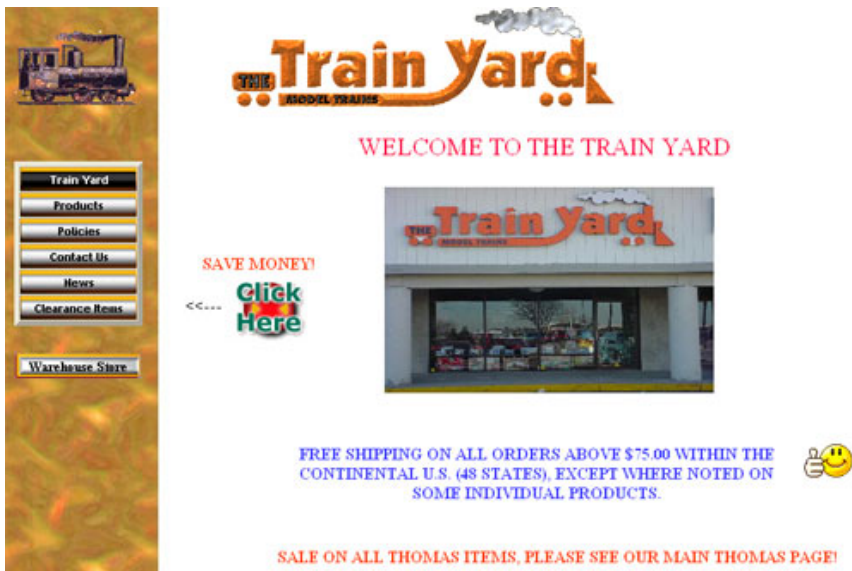 THE Train Yard
MODEL TRAINS
WELCOME TO THE TRAIN YARD
Train Yard
Products
Policies
Contact Us
News
Clearance Items
Warehouse Store
SAVE MONEY!
<<---
Click
Here
THE Train Yard
MODEL TRAINS
FREE SHIPPING ON ALL ORDERS ABOVE $75.00 WITHIN THE
CONTINENTAL U.S. (48 STATES), EXCEPT WHERE NOTED ON
SOME INDIVIDUAL PRODUCTS.
SALE ON ALL THOMAS ITEMS, PLEASE SEE OUR MAIN THOMAS PAGE!